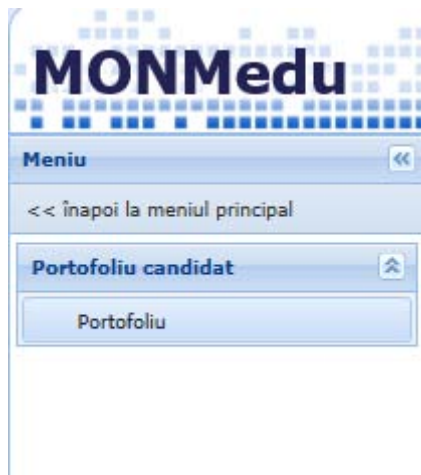 MONMedu
Meniu
<< înapoi la meniul principal
Portofoliu candidat
Portofoliu